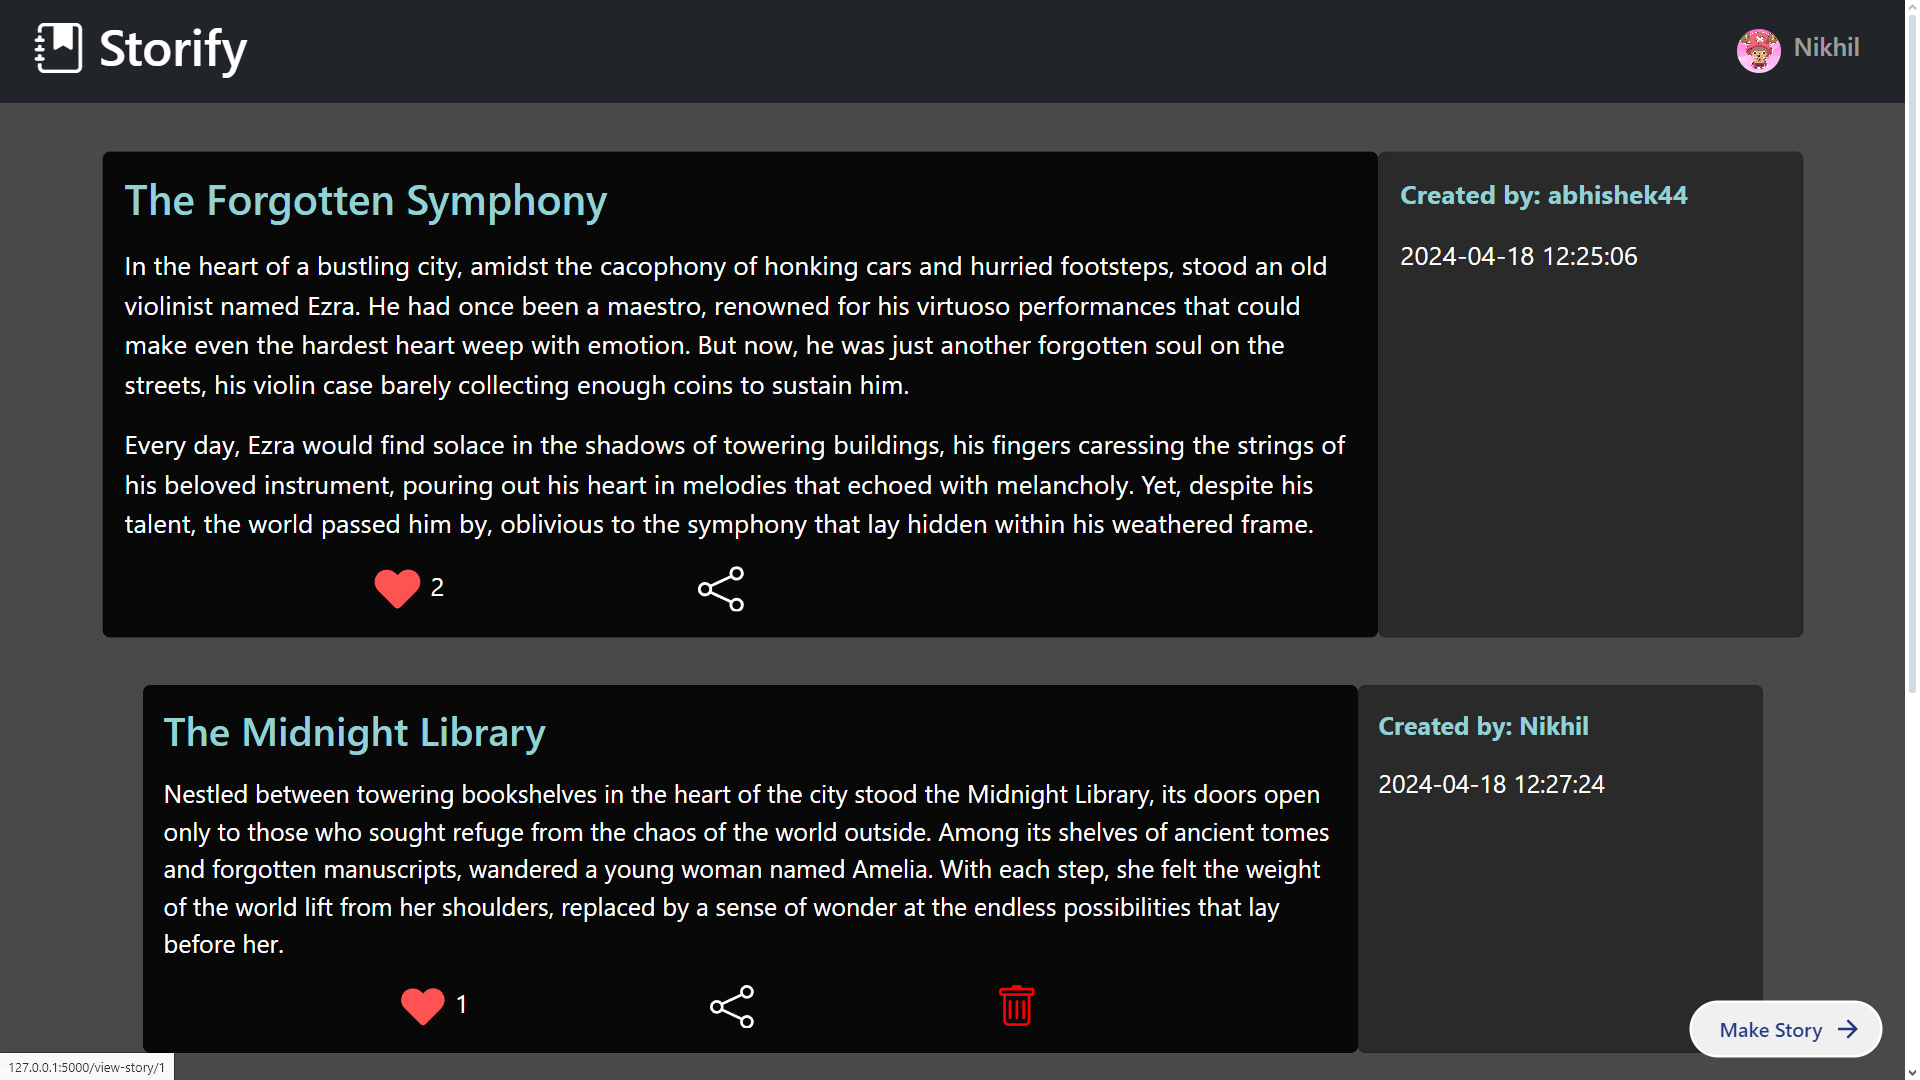 Storify
Nikhil
The Forgotten Symphony
In the heart of a bustling city, amidst the cacophony of honking cars and hurried footsteps, stood an old
violinist named Ezra. He had once been a maestro, renowned for his virtuoso performances that could
make even the hardest heart weep with emotion. But now, he was just another forgotten soul on the
streets, his violin case barely collecting enough coins to sustain him.
Every day, Ezra would find solace in the shadows of towering buildings, his fingers caressing the strings of
his beloved instrument, pouring out his heart in melodies that echoed with melancholy. Yet, despite his
talent, the world passed him by, oblivious to the symphony that lay hidden within his weathered frame.
2
Created by: abhishek44
2024-04-18 12:25:06
The Midnight Library
Nestled between towering bookshelves in the heart of the city stood the Midnight Library, its doors open
only to those who sought refuge from the chaos of the world outside. Among its shelves of ancient tomes
and forgotten manuscripts, wandered a young woman named Amelia. With each step, she felt the weight
of the world lift from her shoulders, replaced by a sense of wonder at the endless possibilities that lay
before her.
1
Created by: Nikhil
2024-04-18 12:27:24
Make Story
127.0.0.1:5000/view-story/1